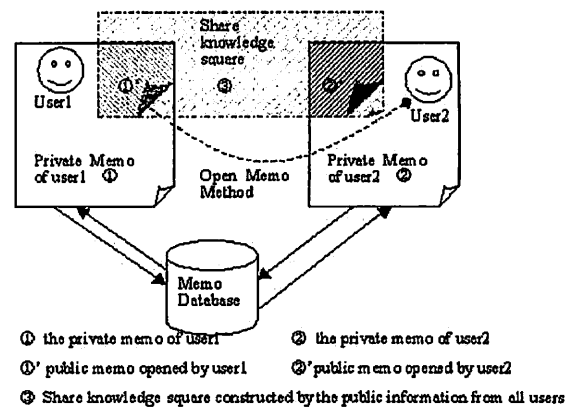 Share
knowledge
square
①'
③
②'
User1
User2
Private Memo
of user1 ①
Open Memo
Method
Private Memo
of user2 ②
Memo
Database
① the private memo of user1
② the private memo of user2
①' public memo opened by user1
②' public memo opened by user2
③ Share knowledge square constructed by the public information from all users